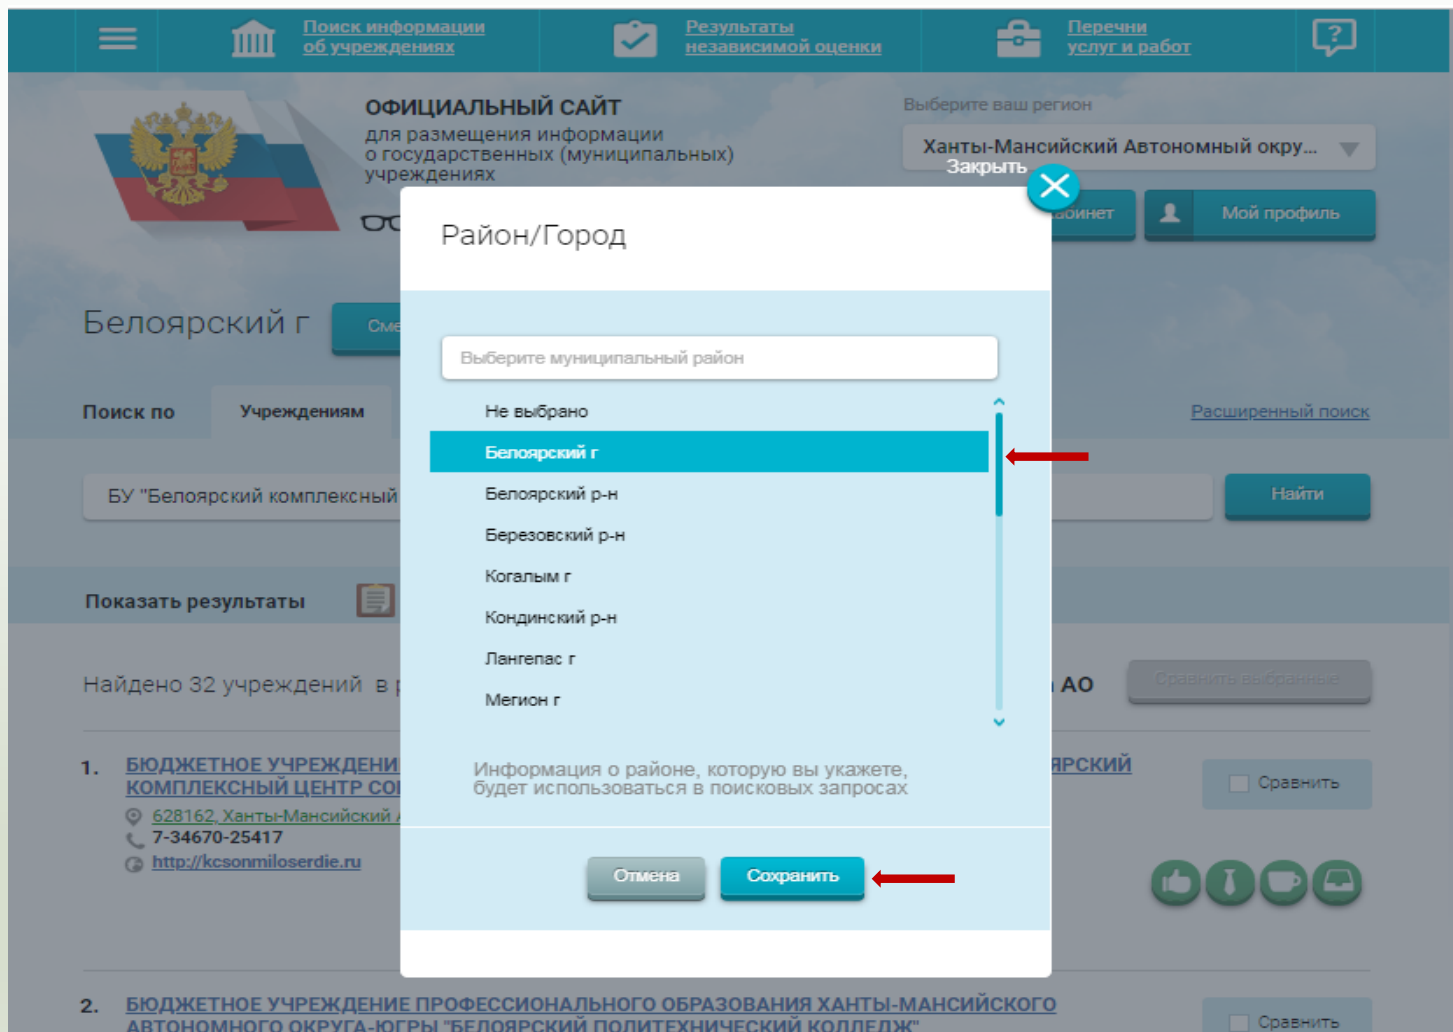 Поиск информации
об учреждениях
Результаты
независимой оценки
Перечни
услуг и работ
ОФИЦИАЛЬНЫЙ САЙТ
для размещения информации
о государственных (муниципальных)
учреждениях
Выберите ваш регион
Ханты-Мансийский Автономный окру...
Закрыть
Мой профиль
Район/Город
Белоярский г
Выберите муниципальный район
Поиск по
Учреждениям
Расширенный поиск
Не выбрано
Белоярский г
Белоярский р-н
Березовский р-н
Когалым г
Кондинский р-н
Лангепас г
Мегион г
БУ "Белоярский комплексный
Найти
Показать результаты
Найдено 32 учреждений в
АО
Сравнить выбранные
Информация о районе, которую вы укажете,
будет использоваться в поисковых запросах
Отмена
Сохранить
1.
БЮДЖЕТНОЕ УЧРЕЖДЕНИ
ЯРСКИЙ
КОМПЛЕКСНЫЙ ЦЕНТР СО
628162, Ханты-Мансийский
7-34670-25417
http://kcsonmiloserdie.ru
Сравнить
2.
БЮДЖЕТНОЕ УЧРЕЖДЕНИЕ ПРОФЕССИОНАЛЬНОГО ОБРАЗОВАНИЯ ХАНТЫ-МАНСИЙСКОГО
АВТОНОМНОГО ОКРУГА-ЮГРЫ "БЕЛОЯРСКИЙ ПОЛИТЕХНИЧЕСКИЙ КОЛЛЕДЖ"
Сравнить